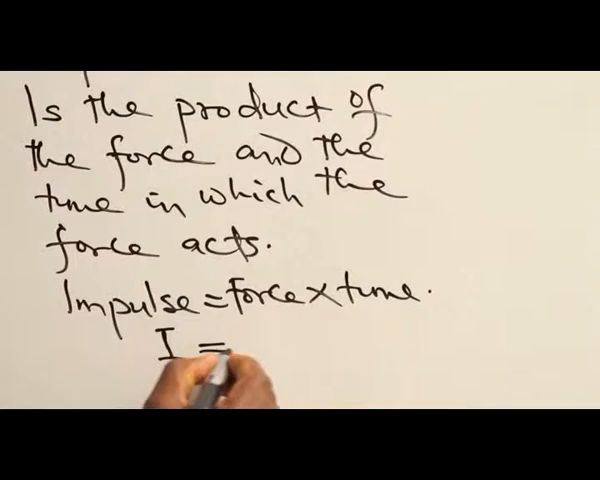 Is the product of
the force and the
time in which the
force acts.
Impulse = Force x time.
I =